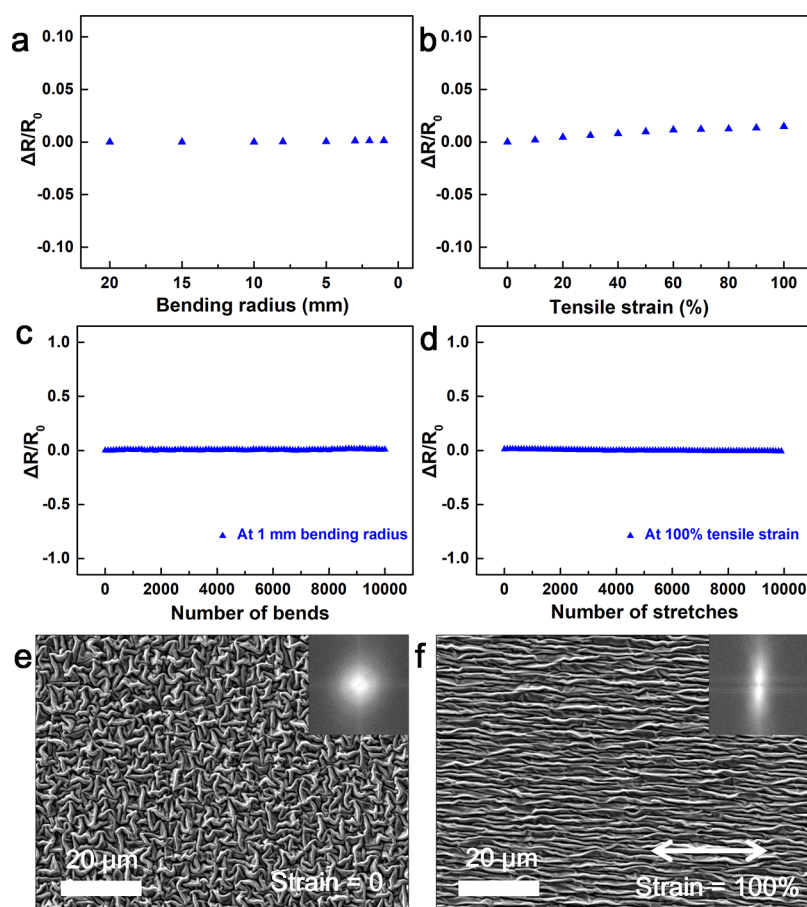 a
0.10
0.05
0.00
-0.05
-0.10
ΔR/R0
20 15 10 5 0
Bending radius (mm)
b
0.10
0.05
0.00
-0.05
-0.10
ΔR/R0
0 20 40 60 80 100
Tensile strain (%)
c
1.0
0.5
0.0
-0.5
-1.0
ΔR/R0
At 1 mm bending radius
0 2000 4000 6000 8000 10000
Number of bends
d
1.0
0.5
0.0
-0.5
-1.0
ΔR/R0
At 100% tensile strain
0 2000 4000 6000 8000 10000
Number of stretches
e
20 μm
Strain = 0
f
20 μm
Strain = 100%